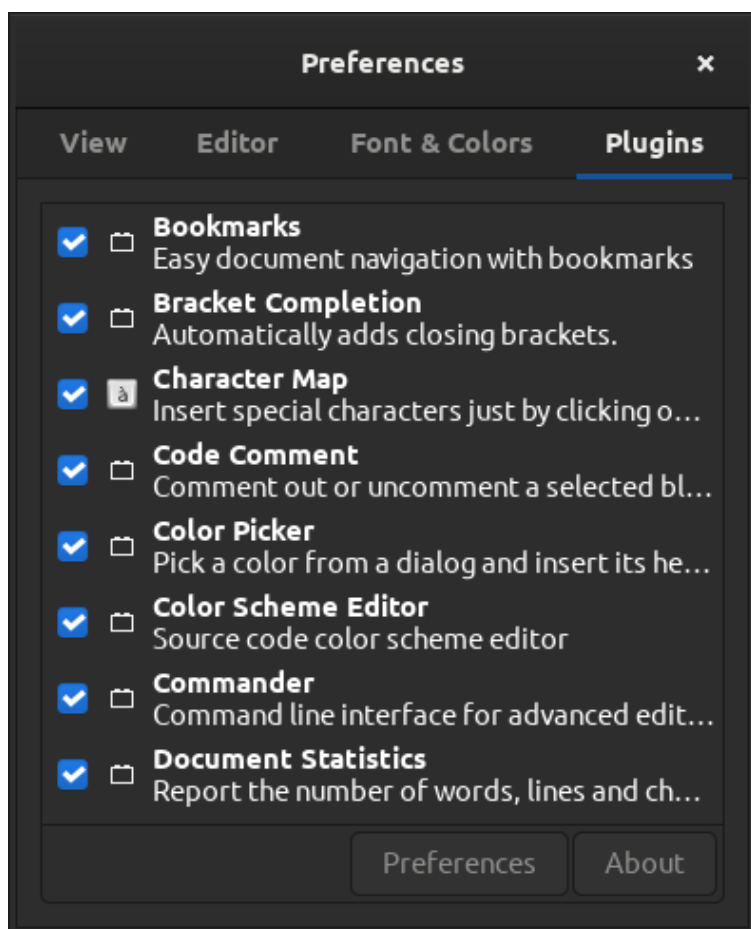 Preferences
View Editor Font & Colors Plugins
Bookmarks
Easy document navigation with bookmarks
Bracket Completion
Automatically adds closing brackets.
à
Character Map
Insert special characters just by clicking o…
Code Comment
Comment out or uncomment a selected bl…
Color Picker
Pick a color from a dialog and insert its he…
Color Scheme Editor
Source code color scheme editor
Commander
Command line interface for advanced edit…
Document Statistics
Report the number of words, lines and ch…
Preferences About